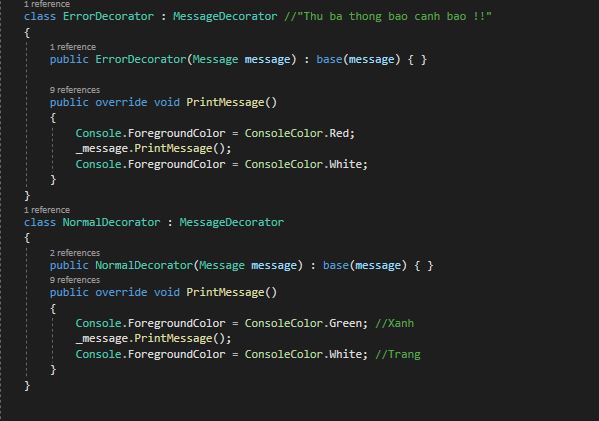 1 reference
class ErrorDecorator : MessageDecorator //"Thu ba thong bao canh bao !!"
{
1 reference
public ErrorDecorator(Message message) : base(message) { }
9 references
public override void PrintMessage()
{
Console.ForegroundColor = ConsoleColor.Red;
_message.PrintMessage();
Console.ForegroundColor = ConsoleColor.White;
}
}
1 reference
class NormalDecorator : MessageDecorator
{
2 references
public NormalDecorator(Message message) : base(message) { }
9 references
public override void PrintMessage()
{
Console.ForegroundColor = ConsoleColor.Green; //Xanh
_message.PrintMessage();
Console.ForegroundColor = ConsoleColor.White; //Trang
}
}